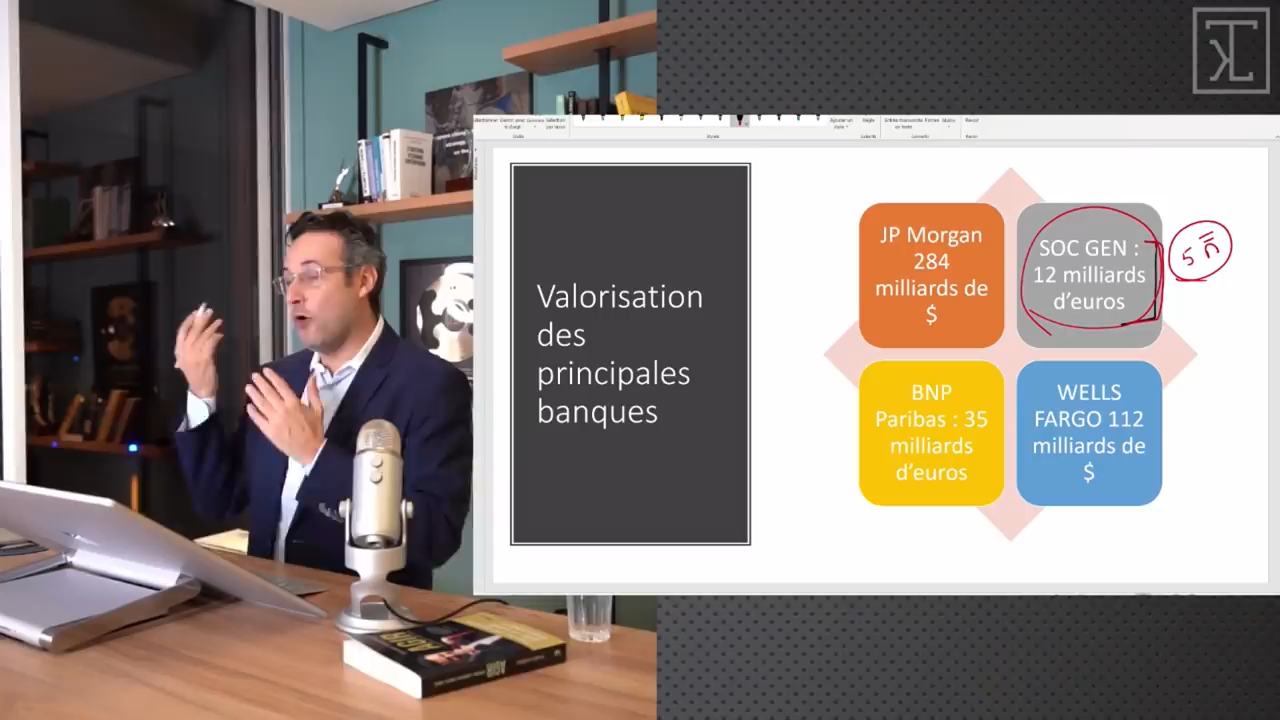 Valorisation
des
principales
banques
JP Morgan
284
milliards de
$
SOC GEN :
12 milliards
d'euros
BNP
Paribas : 35
milliards
d'euros
WELLS
FARGO 112
milliards de
$
AGIR